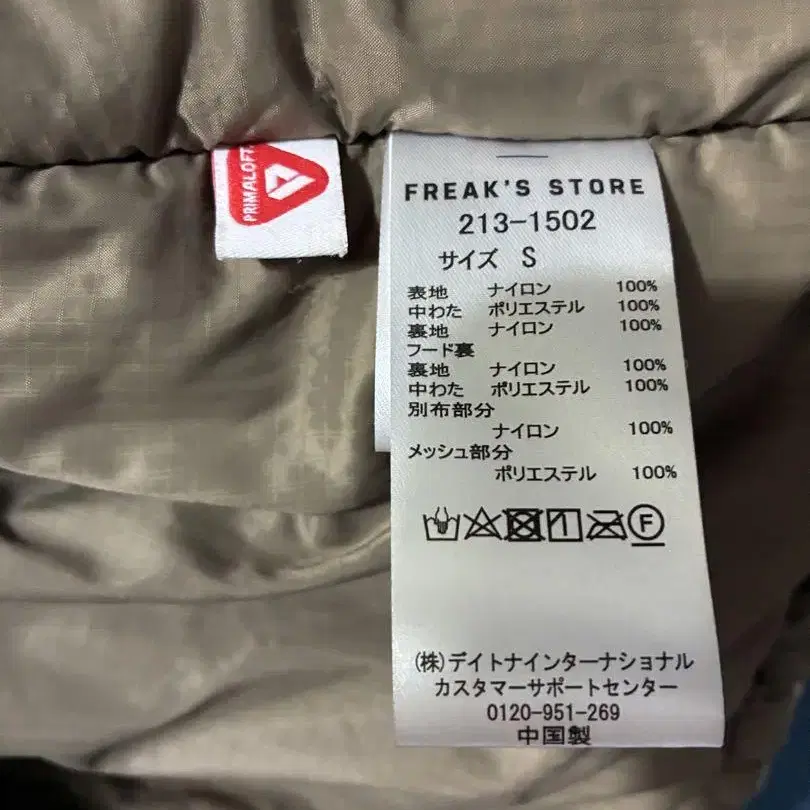 PRIMALOFT
FREAK'S STORE
213-1502
サイズ S
表地 ナイロン 100%
中わた ポリエステル 100%
裏地 ナイロン 100%
フード裏
裏地 ナイロン 100%
中わた ポリエステル 100%
別布部分
ナイロン 100%
メッシュ部分
ポリエステル 100%
F
(株)デイトナインターナショナル
カスタマーサポートセンター
0120-951-269
中国製